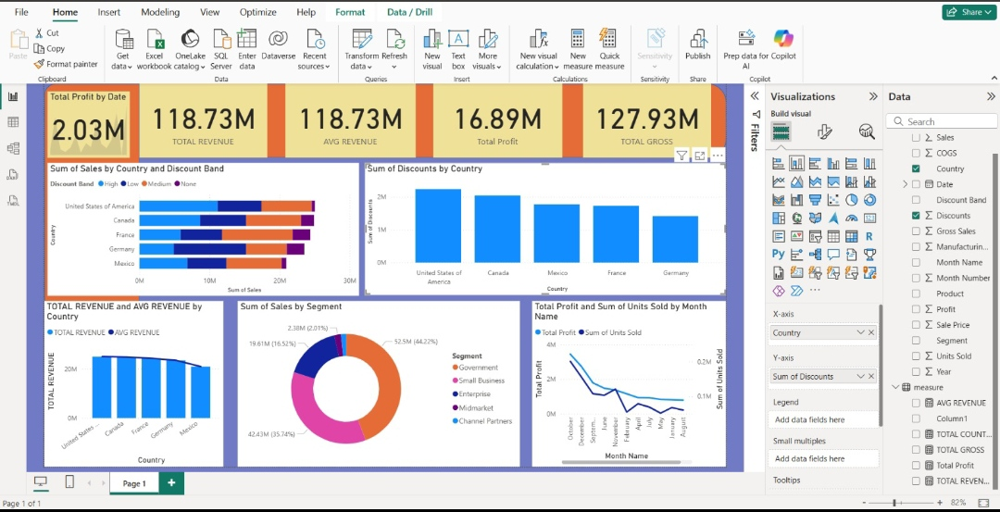 File Home Insert Modeling View Optimize Help Format Data / Drill Share
Paste
Cut
Copy
Format painter
Clipboard
Get data
Excel workbook
OneLake catalog
SQL Server
Enter data
Dataverse
Recent sources
Data
Transform data
Refresh
Queries
New visual
Text box
More visuals
Insert
New visual calculation
New measure
Quick measure
Calculations
Sensitivity
Sensitivity
Publish
Share
Prep data for AI
Copilot
Copilot
Total Profit by Date
2.03M
118.73M
TOTAL REVENUE
118.73M
AVG REVENUE
16.89M
Total Profit
127.93M
TOTAL GROSS
Sum of Sales by Country and Discount Band
Discount Band High Low Medium None
Country
United States of America
Canada
France
Germany
Mexico
0M 10M 20M 30M
Sum of Sales
Sum of Discounts by Country
Sum of Discounts
2M
1M
0M
United States of America
Canada
Mexico
France
Germany
Country
TOTAL REVENUE and AVG REVENUE by
Country
TOTAL REVENUE AVG REVENUE
TOTAL REVENUE
20M
0M
United States ...
Canada
France
Germany
Mexico
Country
Sum of Sales by Segment
2.38M (2.01%)
19.61M (16.52%)
52.5M (44.22%)
42.43M (35.74%)
Segment
Government
Small Business
Enterprise
Midmarket
Channel Partners
Total Profit and Sum of Units Sold by Month
Name
Total Profit Sum of Units Sold
Total Profit
4M
2M
0M
0.2M
0.1M
Sum of Units Sold
October
December
Septem...
June
November
February
April
July
May
January
August
Month Name
Filters
Visualizations
Build visual
X-axis
Country
Y-axis
Sum of Discounts
Legend
Add data fields here
Small multiples
Add data fields here
Tooltips
Data
Search
Sales
COGS
Country
Date
Discount Band
Discounts
Gross Sales
Manufacturin...
Month Name
Month Number
Product
Profit
Sale Price
Segment
Units Sold
Year
measure
AVG REVENUE
Column1
TOTAL COUNT...
TOTAL GROSS
Total Profit
TOTAL REVEN...
Page 1
Page 1 of 1
82%